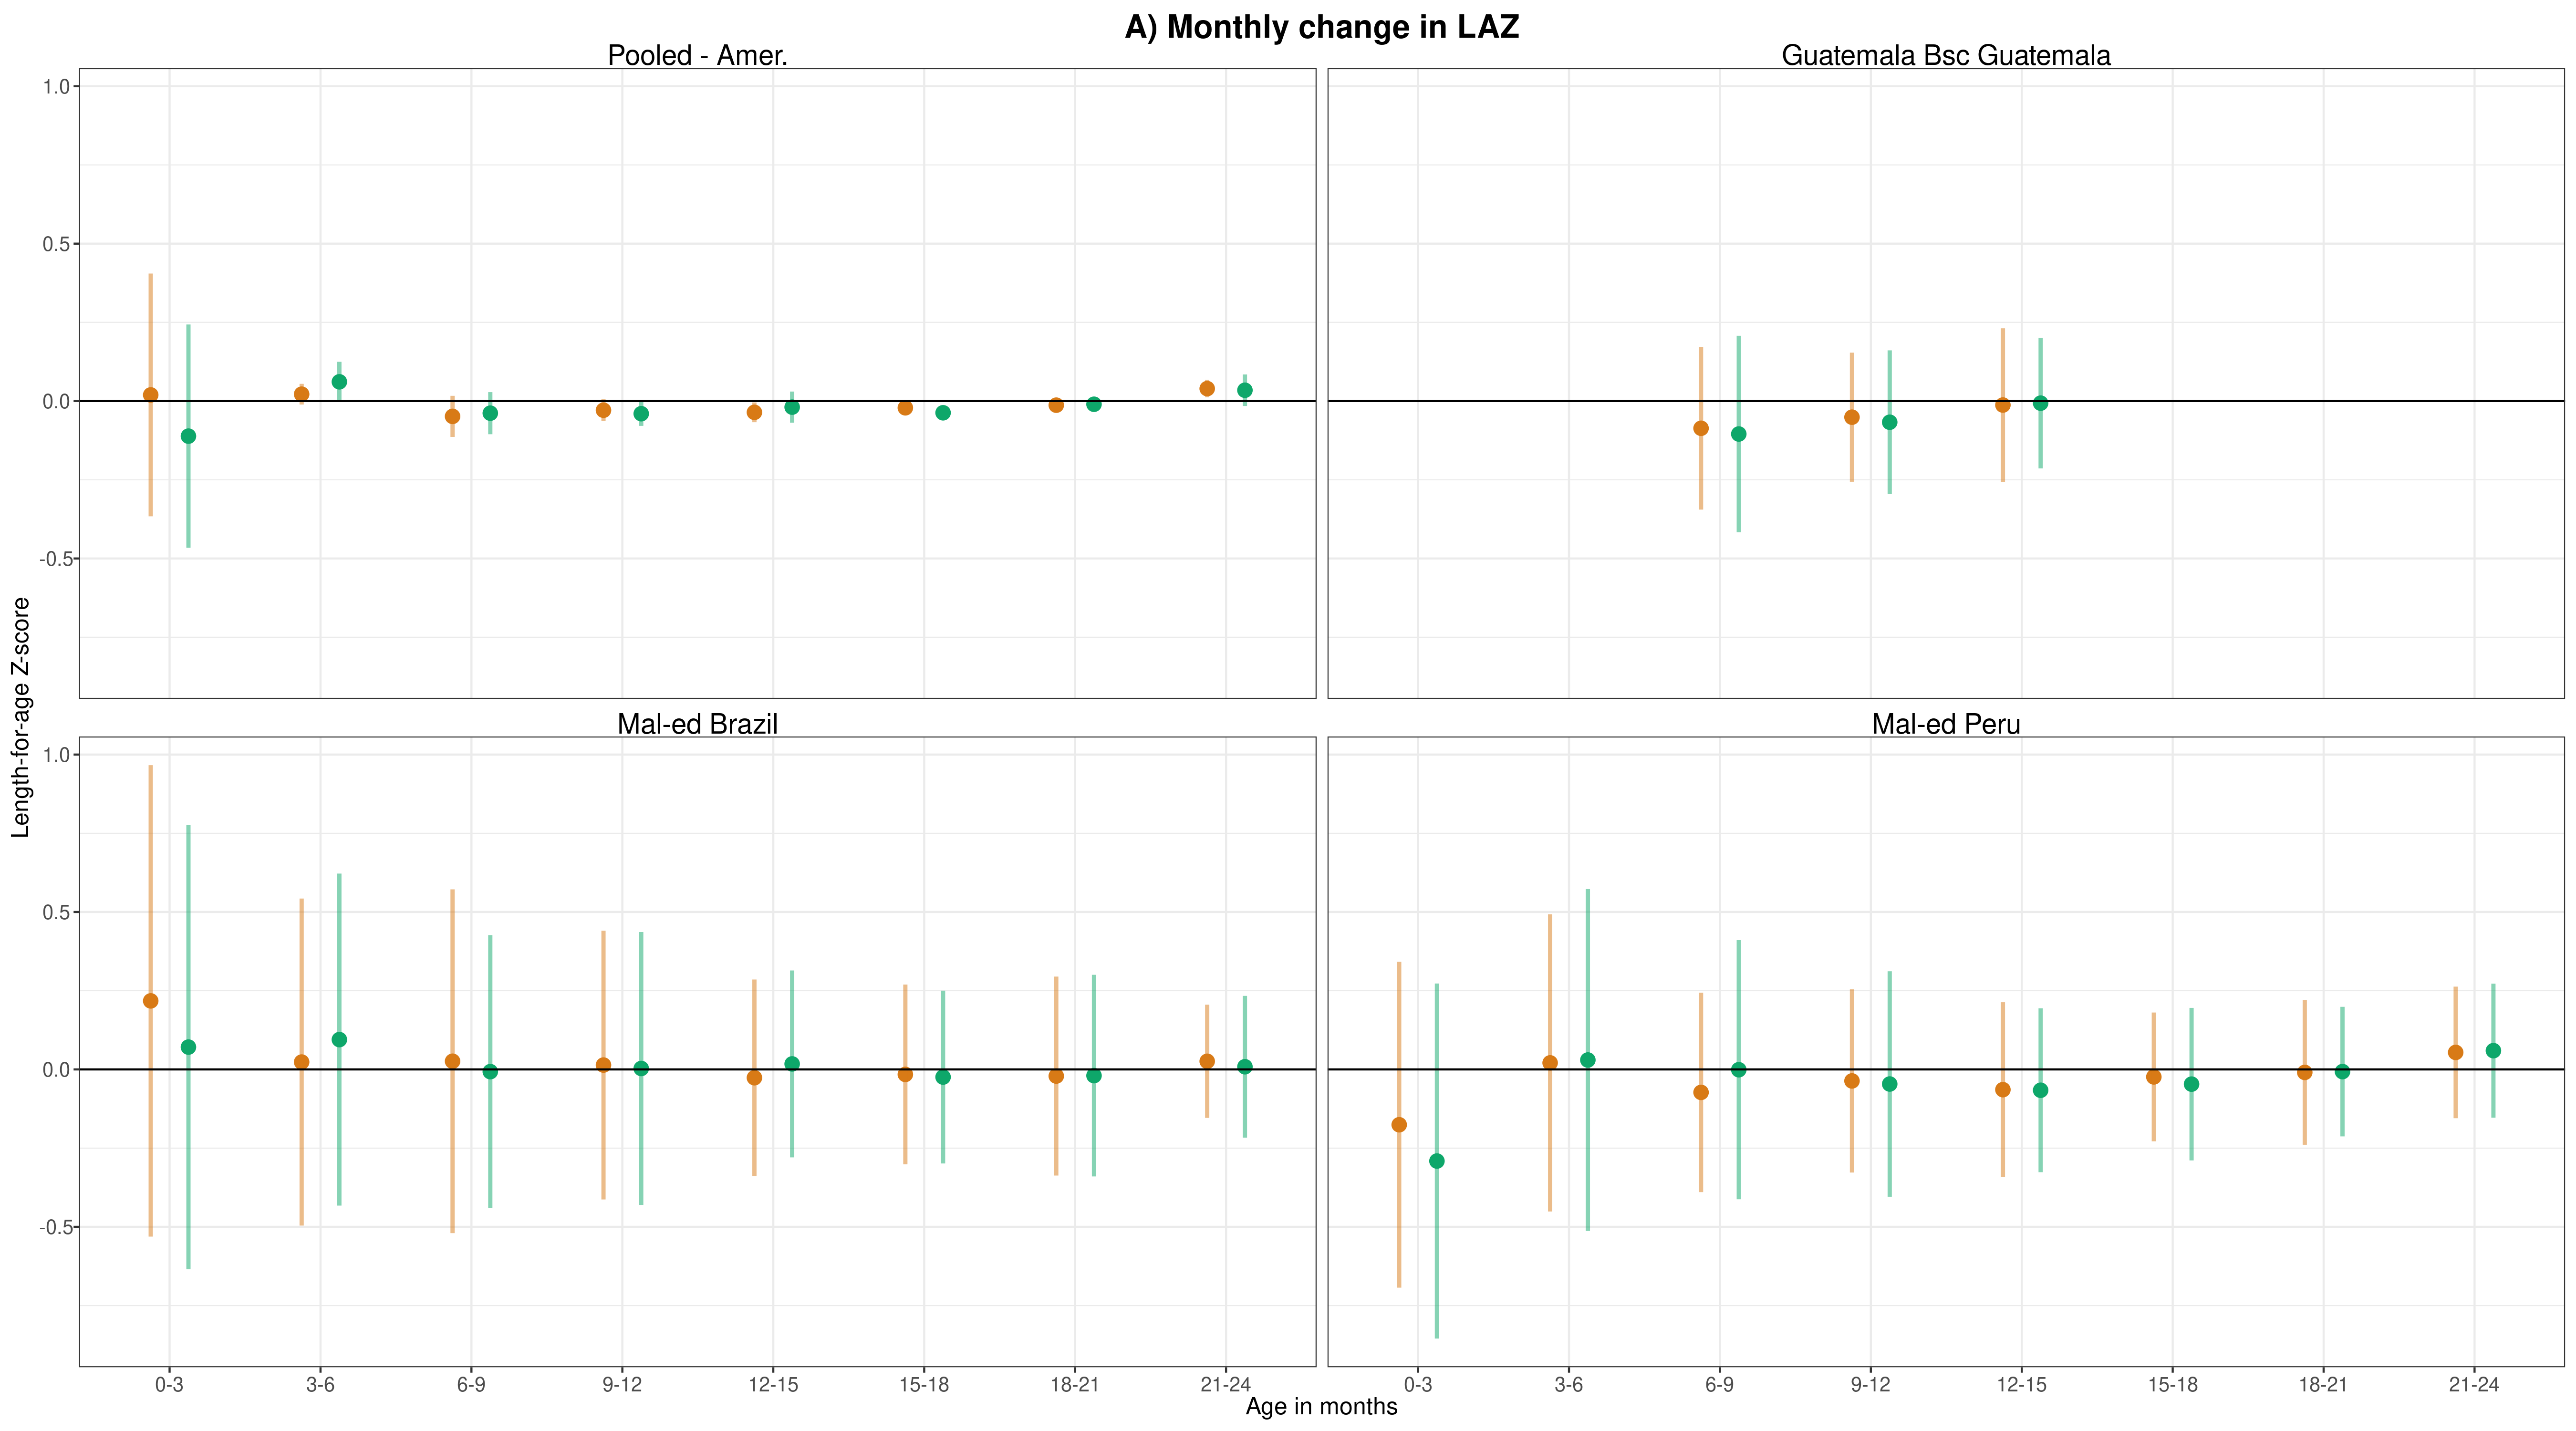 A) Monthly change in LAZ
Pooled - Amer.
Guatemala Bsc Guatemala
1.0
0.5
0.0
-0.5
Length-for-age Z-score
Mal-ed Brazil
Mal-ed Peru
1.0
0.5
0.0
-0.5
0-3 3-6 6-9 9-12 12-15 15-18 18-21 21-24
0-3 3-6 6-9 9-12 12-15 15-18 18-21 21-24
Age in months